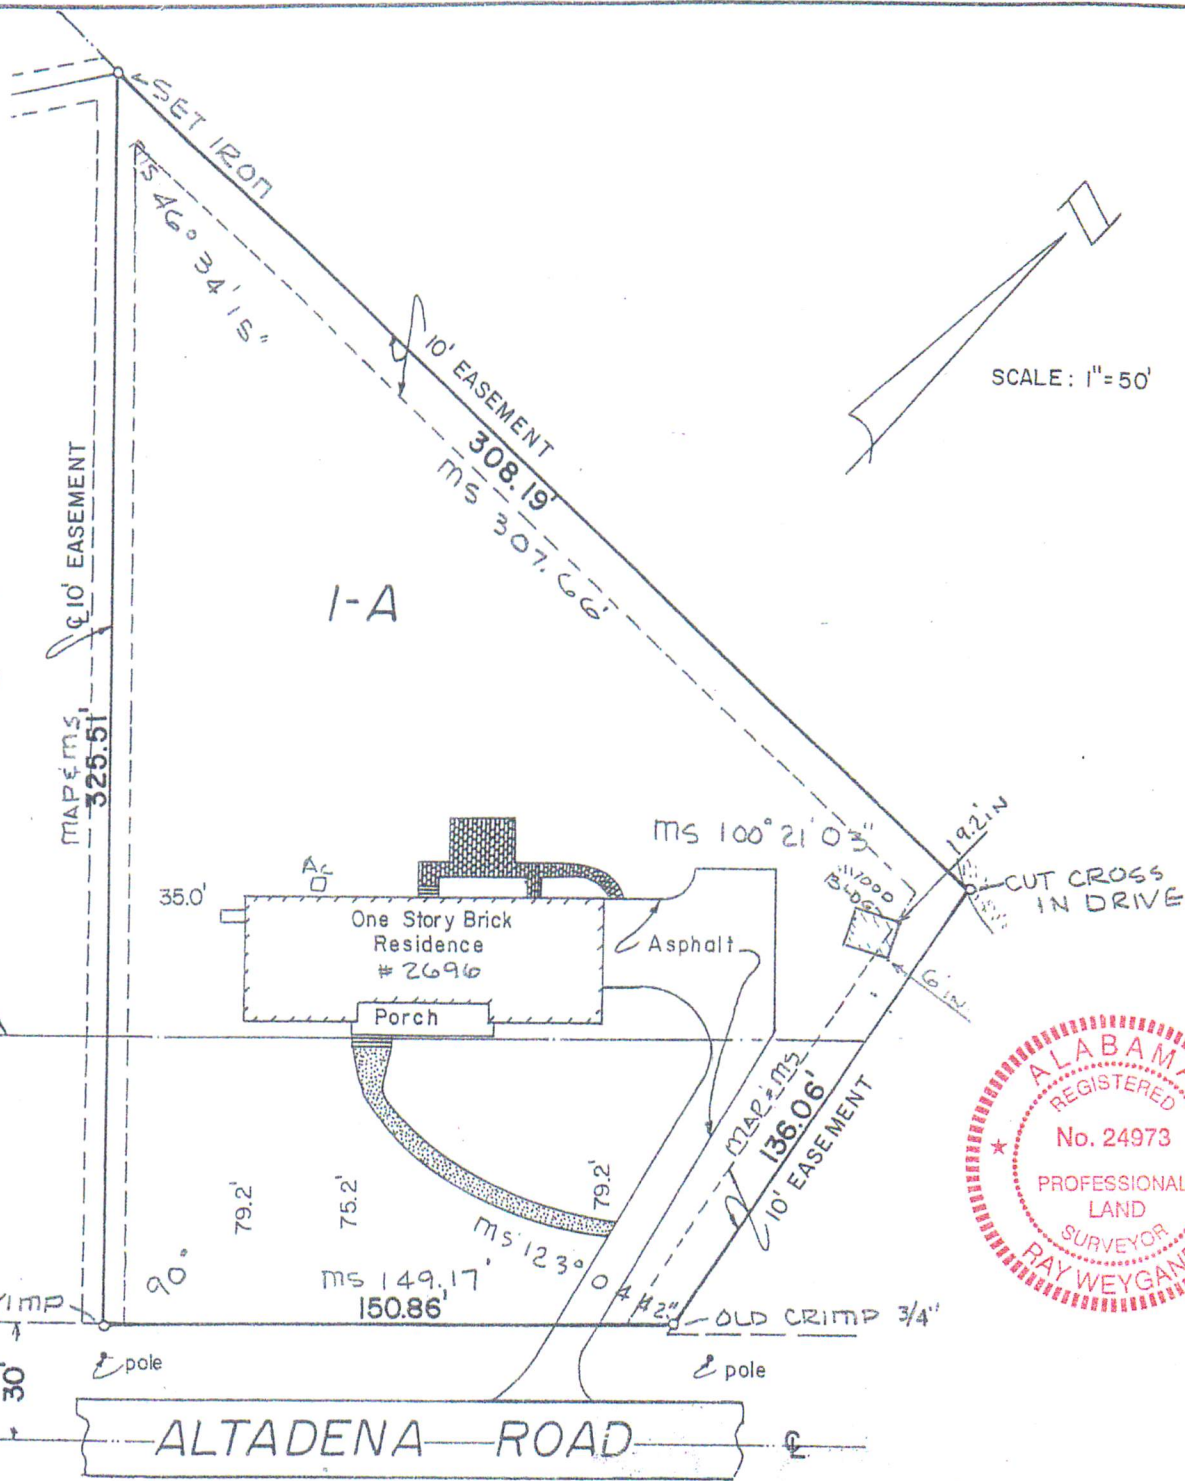 SET IRON
MS 46° 34' 15"
10' EASEMENT
308.19'
MS 307.66'
SCALE: 1"=50'
℄ 10' EASEMENT
MAP & MS
325.51'
1-A
MS 100° 21' 03"
19.2' IN
BLDG
CUT CROSS
IN DRIVE
6' IN
AC
35.0'
One Story Brick
Residence
# 2696
Porch
Asphalt
MAP & MS
136.06'
10' EASEMENT
ALABAMA
REGISTERED
No. 24973
PROFESSIONAL
LAND
SURVEYOR
RAY WEYGAN
79.2'
75.2'
79.2'
90°
MS 123° 04' 42"
MS 149.17'
150.86'
IMP
OLD CRIMP 3/4"
pole
pole
30'
ALTADENA ROAD
℄